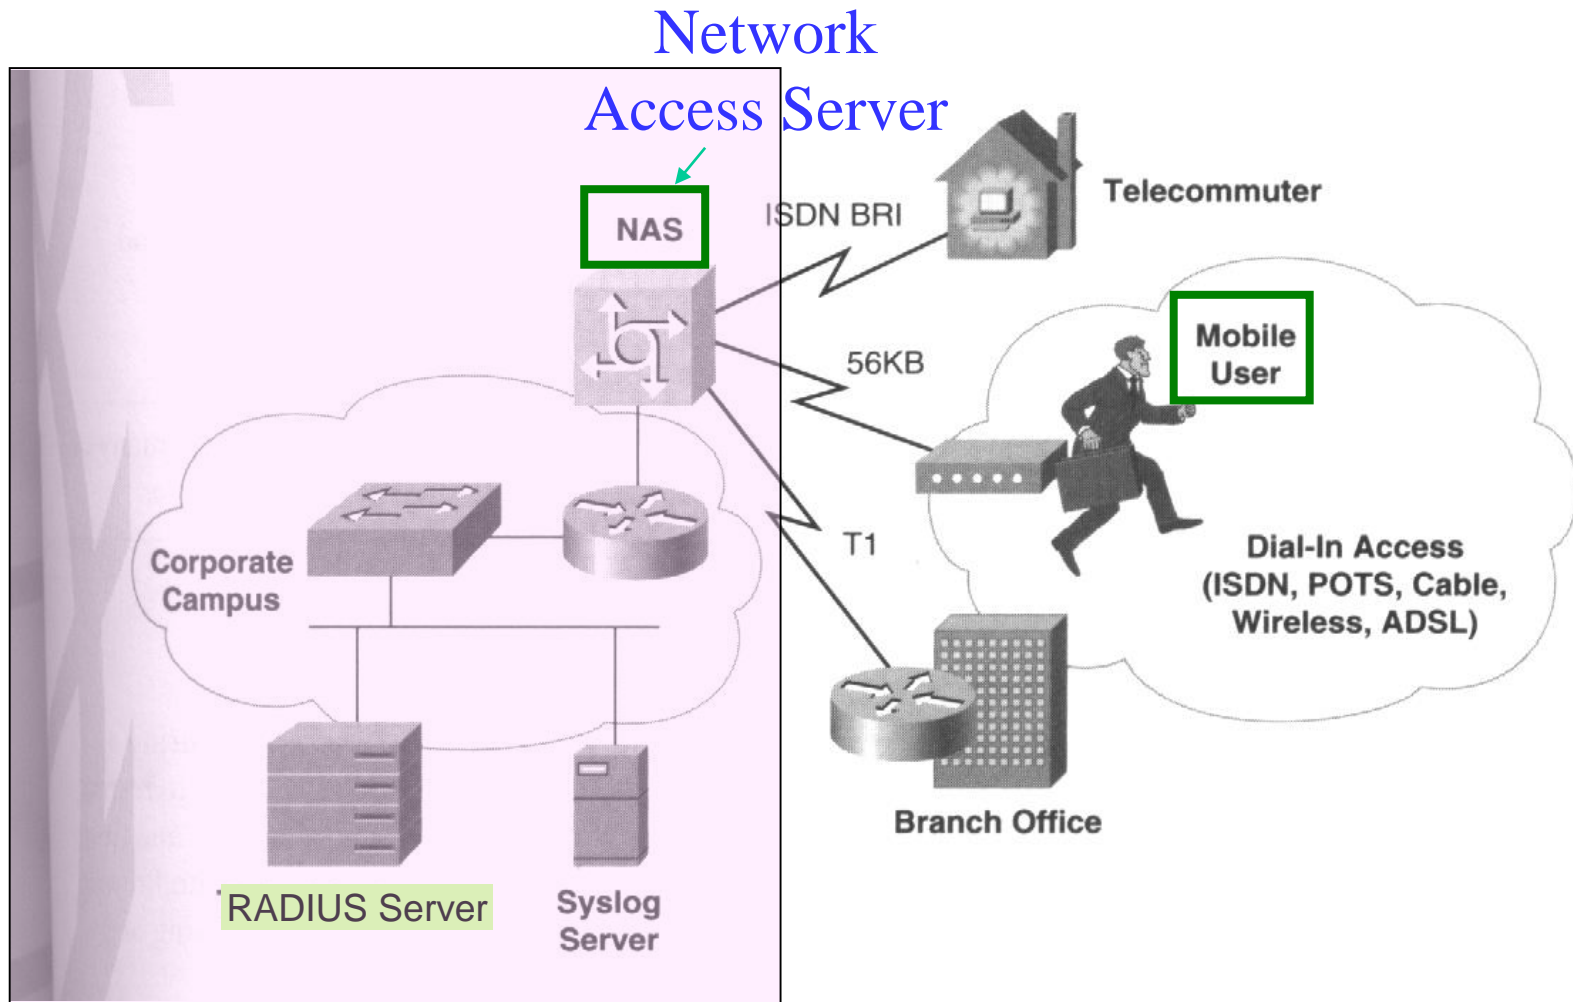 Network
Access Server
NAS
ISDN BRI
Telecommuter
Mobile
User
56KB
T1
Corporate
Campus
Dial-In Access
(ISDN, POTS, Cable,
Wireless, ADSL)
Branch Office
RADIUS Server
Syslog
Server